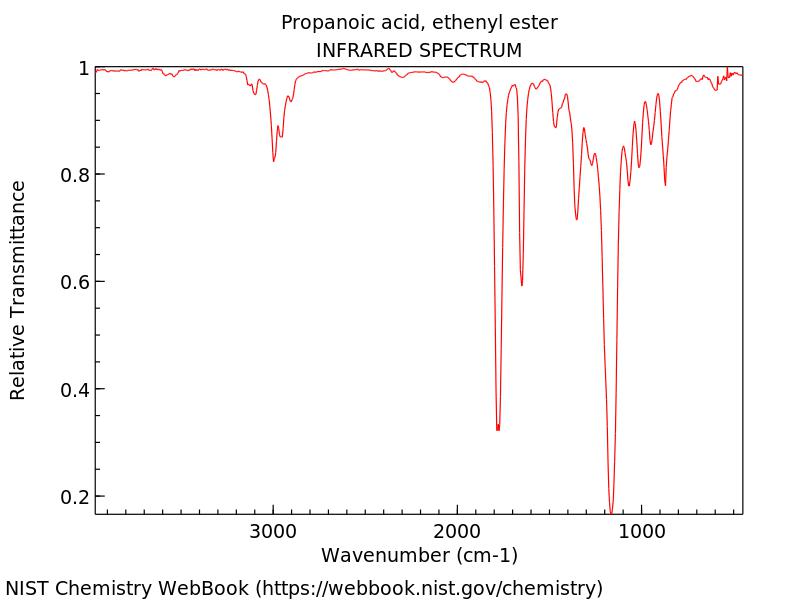 Propanoic acid, ethenyl ester
INFRARED SPECTRUM
1
0.8
0.6
0.4
0.2
Relative Transmittance
3000 2000 1000
Wavenumber (cm-1)
NIST Chemistry WebBook (https://webbook.nist.gov/chemistry)